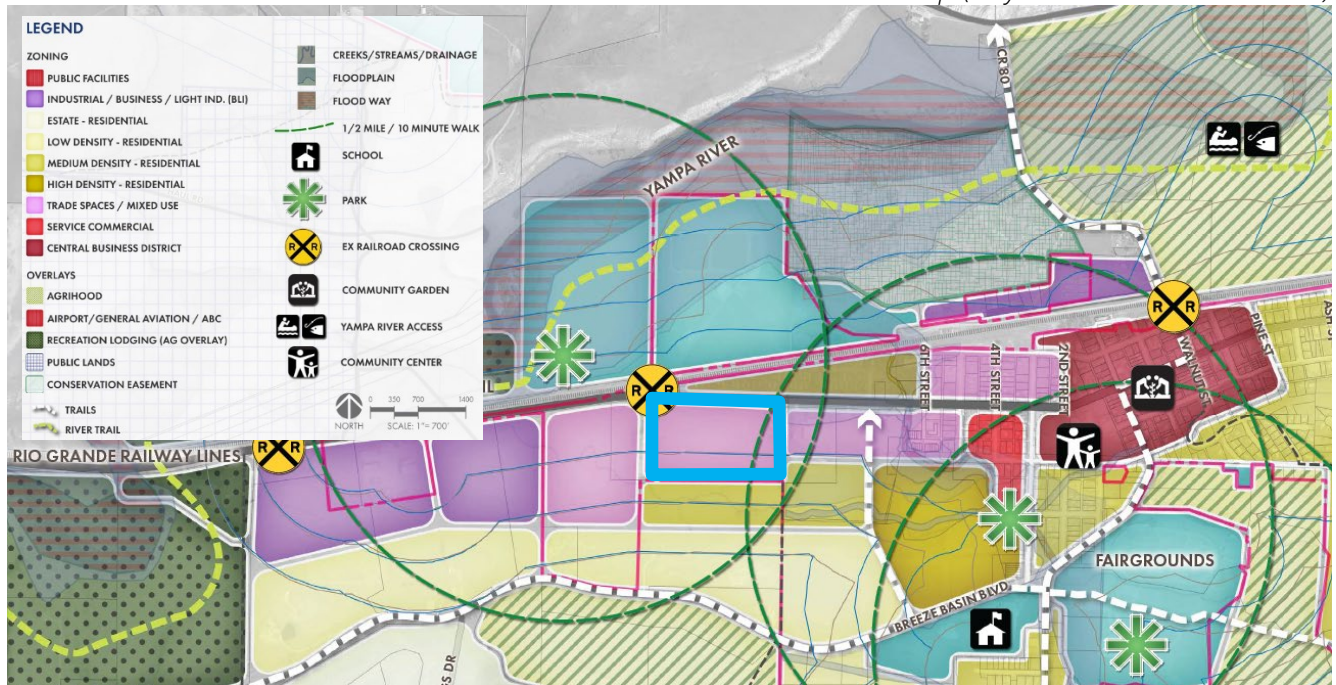 LEGEND
ZONING
PUBLIC FACILITIES
INDUSTRIAL / BUSINESS / LIGHT IND. (BLI)
ESTATE - RESIDENTIAL
LOW DENSITY - RESIDENTIAL
MEDIUM DENSITY - RESIDENTIAL
HIGH DENSITY - RESIDENTIAL
TRADE SPACES / MIXED USE
SERVICE COMMERCIAL
CENTRAL BUSINESS DISTRICT
OVERLAYS
AGRIHOOD
AIRPORT/GENERAL AVIATION / ABC
RECREATION LODGING (AG OVERLAY)
PUBLIC LANDS
CONSERVATION EASEMENT
TRAILS
RIVER TRAIL
CREEKS/STREAMS/DRAINAGE
FLOODPLAIN
FLOOD WAY
1/2 MILE / 10 MINUTE WALK
SCHOOL
PARK
R R
EX RAILROAD CROSSING
COMMUNITY GARDEN
YAMPA RIVER ACCESS
COMMUNITY CENTER
NORTH
0 350 700 1400
SCALE: 1"= 700'
CR 80
YAMPA RIVER
R R
R R
R R
6TH STREET
4TH STREET
2ND STREET
WALNUT ST
PINE ST
RIO GRANDE RAILWAY LINES
FAIRGROUNDS
BREEZE BASIN BLVD